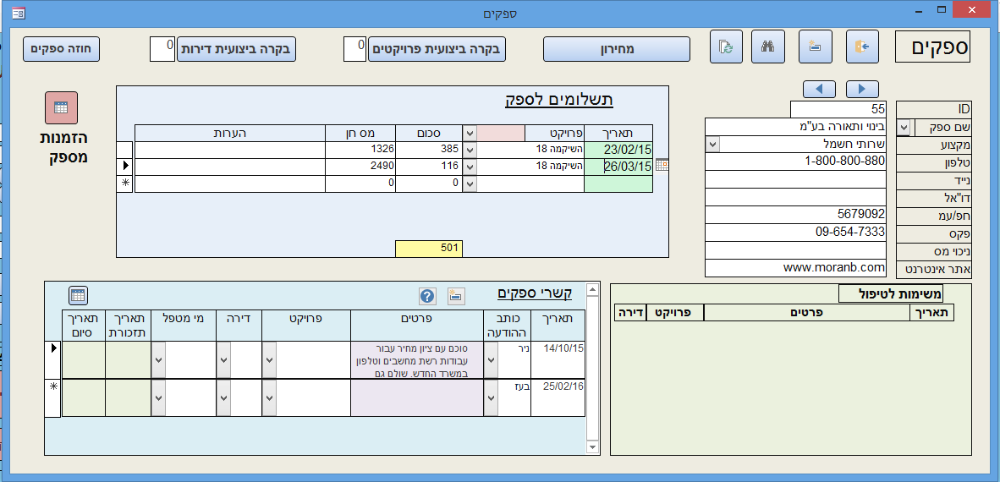 ספקים
ספקים
מחירון
בקרה ביצועית פרויקטים
0
בקרה ביצועית דירות
0
חוזה ספקים
ID
55
שם ספק
בינוי ותאורה בע"מ
מקצוע
שרותי חשמל
טלפון
1-800-800-880
נייד
דו"אל
חפ/עמ
5679092
פקס
09-654-7333
ניכוי מס
אתר אינטרנט
www.moranb.com
תשלומים לספק
תאריך פרויקט סכום מס חן הערות
23/02/15 השיקמה 18 385 1326
26/03/15 השיקמה 18 116 2490
0 0
501
הזמנות
מספק
משימות לטיפול
תאריך פרטים פרויקט דירה
קשרי ספקים
?
תאריך כותב פרטים פרויקט דירה מי מטפל תאריך תאריך
ההודעה תזכורת סיום
14/10/15 ניר סוכם עם ציון מחיר עבור
עבודות רשת מחשבים וטלפון
במשרד החדש. שולם גם
25/02/16 בעז